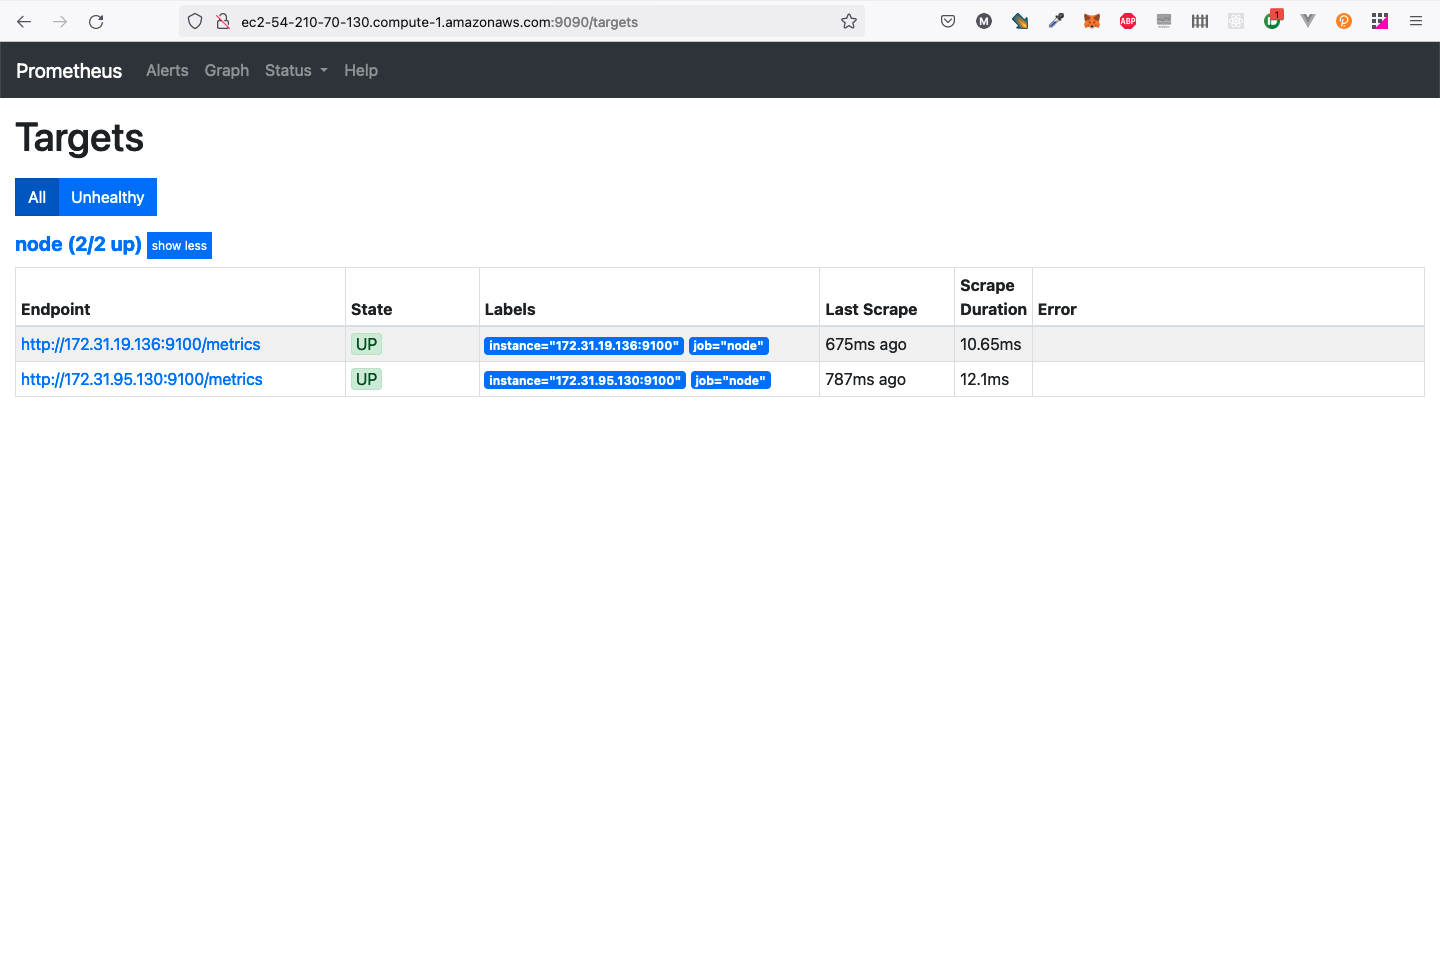 ec2-54-210-70-130.compute-1.amazonaws.com:9090/targets
M
ABP
1
Prometheus Alerts Graph Status Help
Targets
All Unhealthy
node (2/2 up) show less
Endpoint State Labels Last Scrape Scrape Duration Error
http://172.31.19.136:9100/metrics UP instance="172.31.19.136:9100" job="node" 675ms ago 10.65ms
http://172.31.95.130:9100/metrics UP instance="172.31.95.130:9100" job="node" 787ms ago 12.1ms